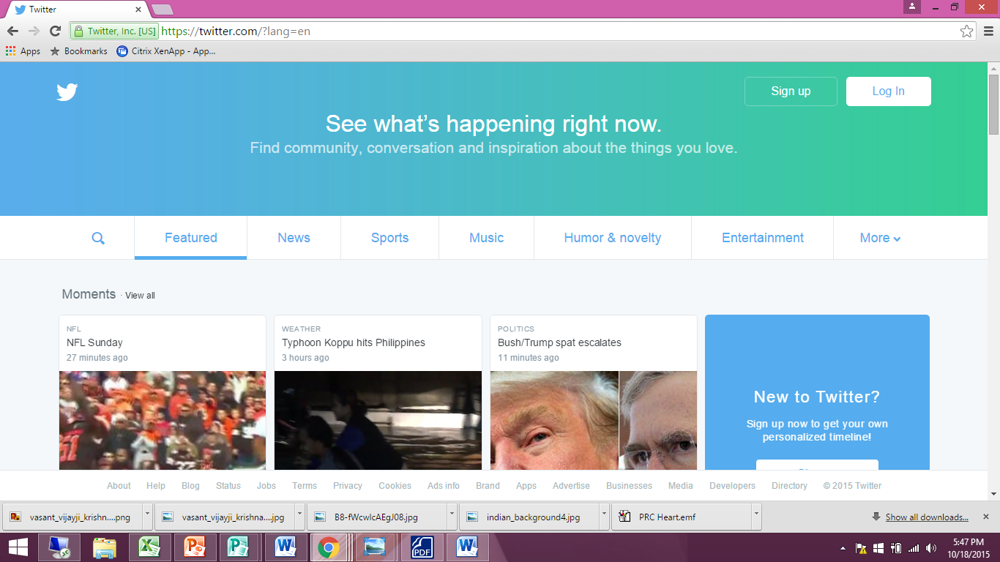 Twitter
Twitter, Inc. [US] https://twitter.com/?lang=en
Apps Bookmarks Citrix XenApp - App...
Sign up Log In
See what's happening right now.
Find community, conversation and inspiration about the things you love.
Featured News Sports Music Humor & novelty Entertainment More
Moments · View all
NFL
NFL Sunday
27 minutes ago
WEATHER
Typhoon Koppu hits Philippines
3 hours ago
POLITICS
Bush/Trump spat escalates
11 minutes ago
New to Twitter?
Sign up now to get your own
personalized timeline!
About Help Blog Status Jobs Terms Privacy Cookies Ads info Brand Apps Advertise Businesses Media Developers Directory © 2015 Twitter
vasant_vijayji_krishn....png vasant_vijayji_krishna....jpg B8-fWcwIcAEgJ08.jpg indian_background4.jpg PRC Heart.emf Show all downloads...
PDF
5:47 PM
10/18/2015